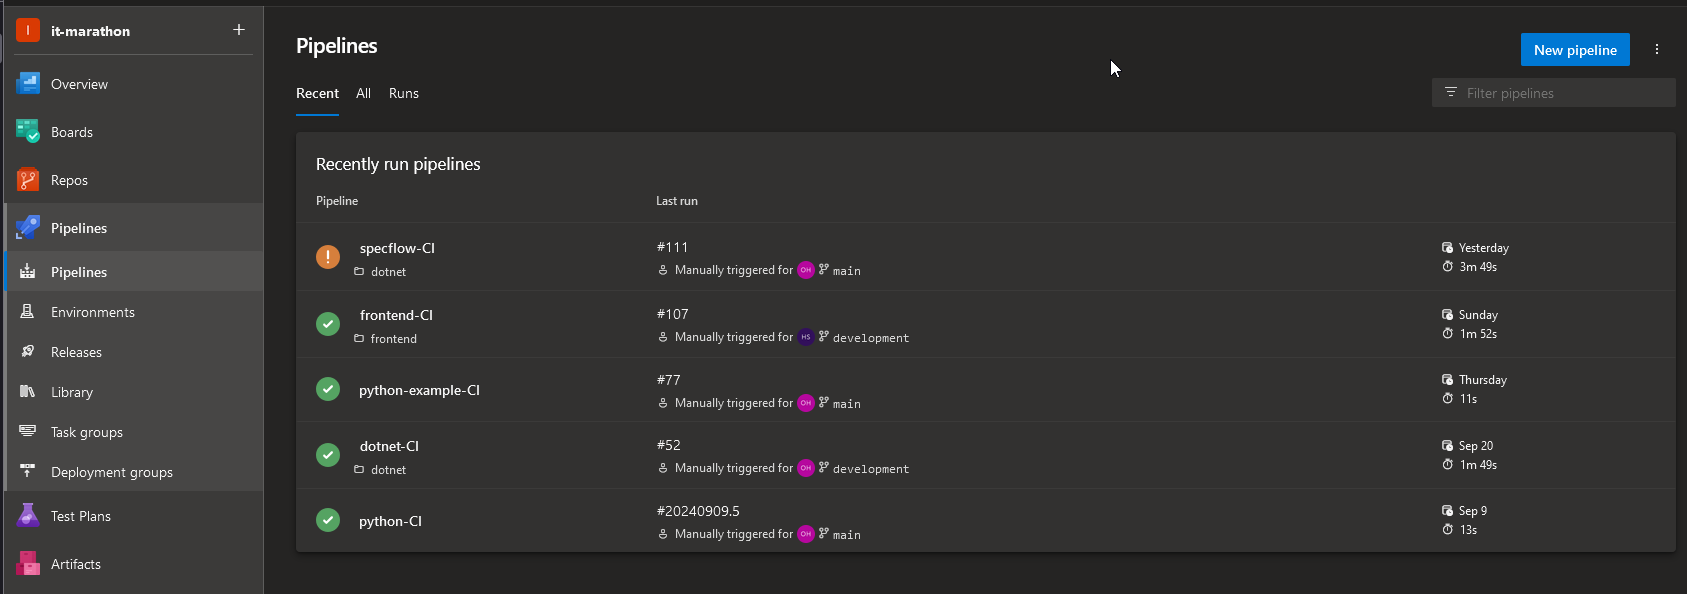 I it-marathon +
Overview
Boards
Repos
Pipelines
Pipelines
Environments
Releases
Library
Task groups
Deployment groups
Test Plans
Artifacts
Pipelines
New pipeline
Recent All Runs
Filter pipelines
Recently run pipelines
Pipeline Last run
specflow-CI
dotnet
#111
Manually triggered for OH main
Yesterday
3m 49s
frontend-CI
frontend
#107
Manually triggered for HS development
Sunday
1m 52s
python-example-CI
#77
Manually triggered for OH main
Thursday
11s
dotnet-CI
dotnet
#52
Manually triggered for OH development
Sep 20
1m 49s
python-CI
#20240909.5
Manually triggered for OH main
Sep 9
13s